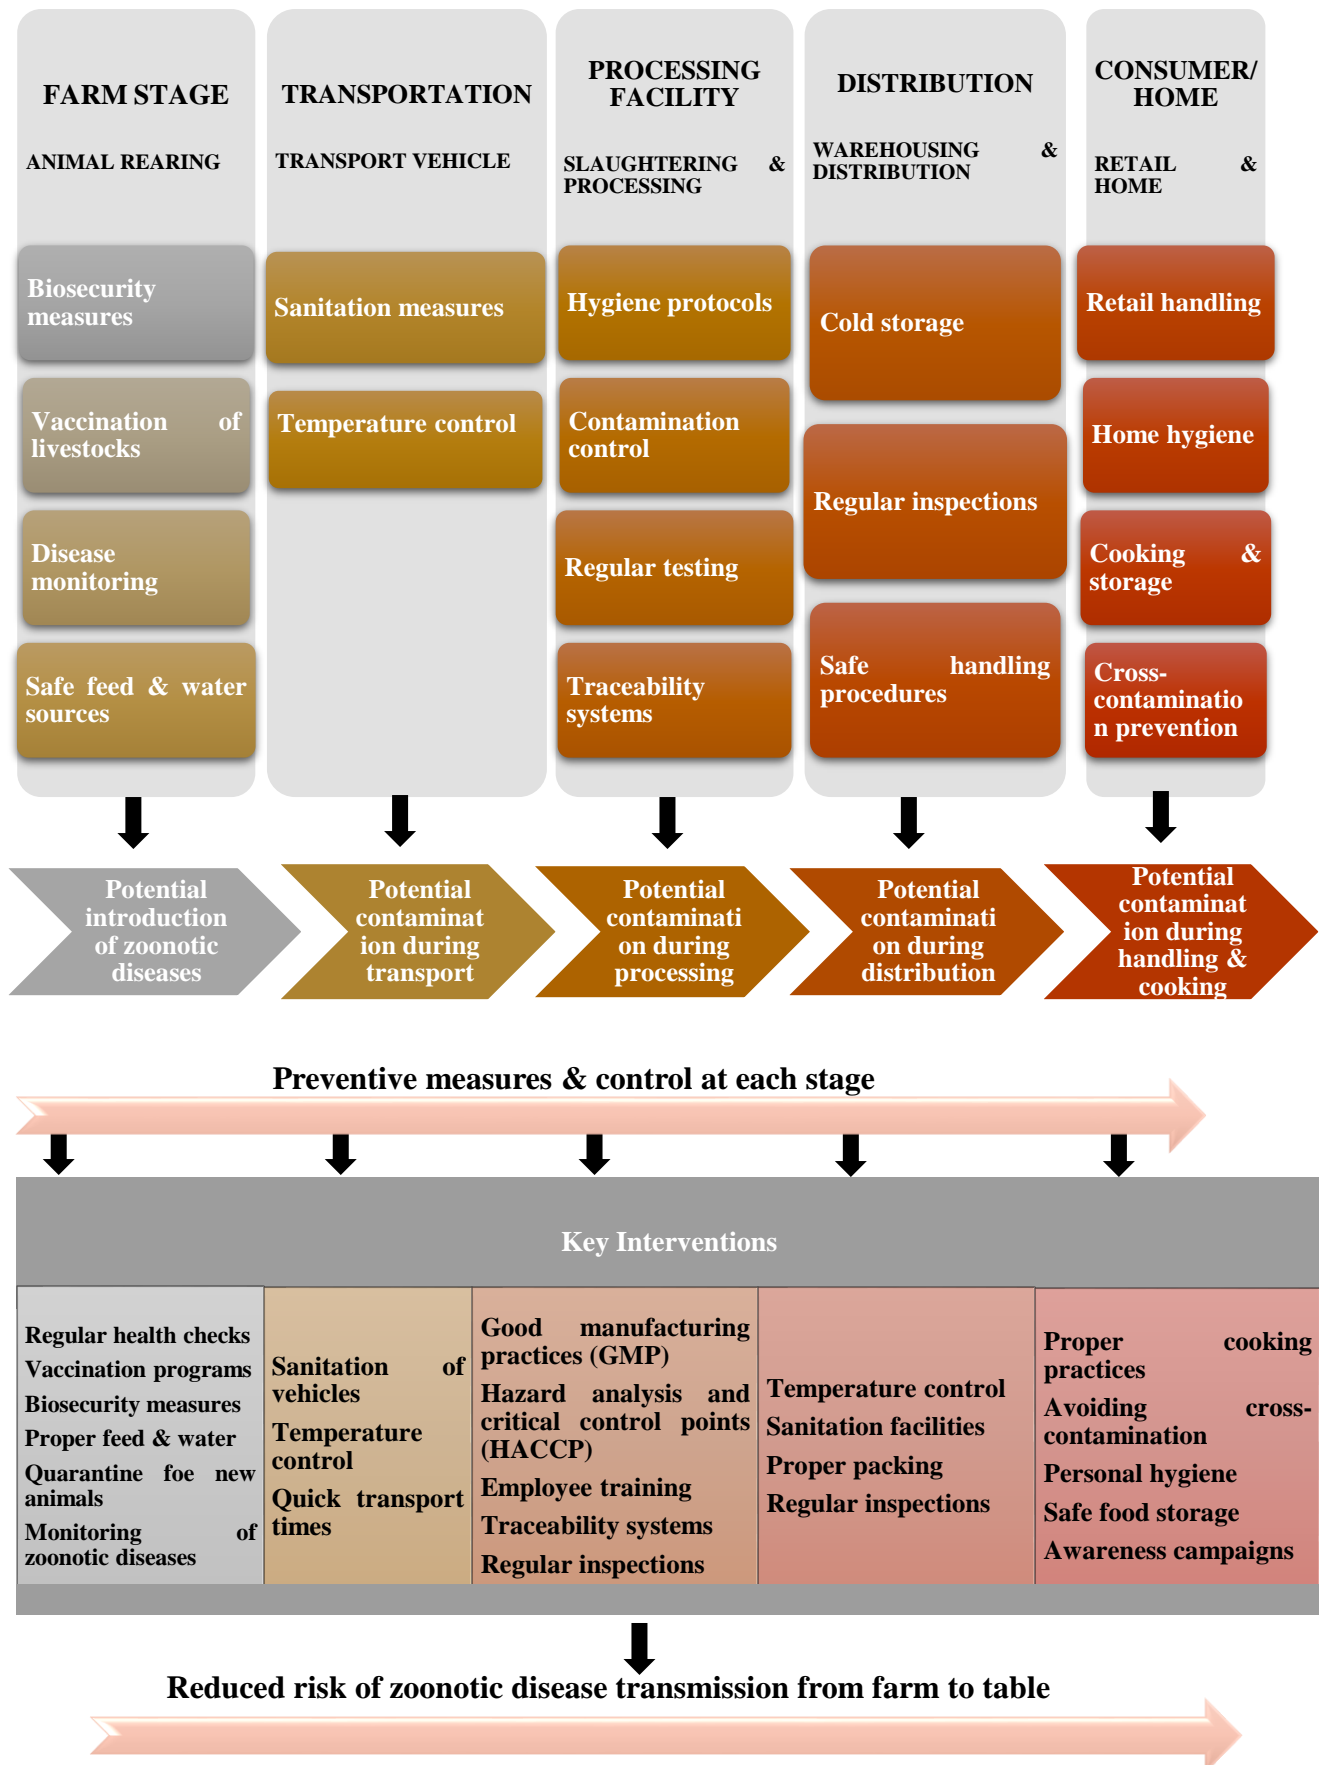 FARM STAGE
ANIMAL REARING
Biosecurity
measures
Vaccination of
livestocks
Disease
monitoring
Safe feed & water
sources
TRANSPORTATION
TRANSPORT VEHICLE
Sanitation measures
Temperature control
PROCESSING
FACILITY
SLAUGHTERING &
PROCESSING
Hygiene protocols
Contamination
control
Regular testing
Traceability
systems
DISTRIBUTION
WAREHOUSING &
DISTRIBUTION
Cold storage
Regular inspections
Safe handling
procedures
CONSUMER/
HOME
RETAIL &
HOME
Retail handling
Home hygiene
Cooking &
storage
Cross-
contaminatio
n prevention
Potential
introduction
of zoonotic
diseases
Potential
contaminat
ion during
transport
Potential
contaminati
on during
processing
Potential
contaminati
on during
distribution
Potential
contaminat
ion during
handling &
cooking
Preventive measures & control at each stage
Key Interventions
Regular health checks
Vaccination programs
Biosecurity measures
Proper feed & water
Quarantine foe new
animals
Monitoring of
zoonotic diseases
Sanitation of
vehicles
Temperature
control
Quick transport
times
Good manufacturing
practices (GMP)
Hazard analysis and
critical control points
(HACCP)
Employee training
Traceability systems
Regular inspections
Temperature control
Sanitation facilities
Proper packing
Regular inspections
Proper cooking
practices
Avoiding cross-
contamination
Personal hygiene
Safe food storage
Awareness campaigns
Reduced risk of zoonotic disease transmission from farm to table